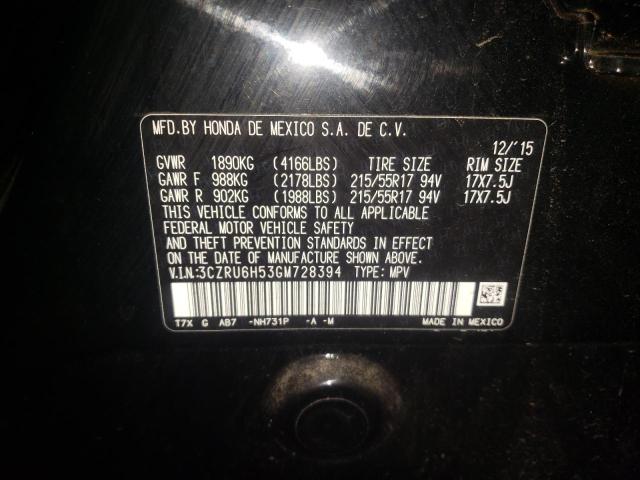 MFD. BY HONDA DE MEXICO S.A. DE C.V.
12/'15
GVWR 1890KG (4166LBS) TIRE SIZE RIM SIZE
GAWR F 988KG (2178LBS) 215/55R17 94V 17X7.5J
GAWR R 902KG (1988LBS) 215/55R17 94V 17X7.5J
THIS VEHICLE CONFORMS TO ALL APPLICABLE
FEDERAL MOTOR VEHICLE SAFETY
AND THEFT PREVENTION STANDARDS IN EFFECT
ON THE DATE OF MANUFACTURE SHOWN ABOVE.
V.I.N:3CZRU6H53GM728394 TYPE: MPV
T7X G AB7 -NH731P -A -M MADE IN MEXICO